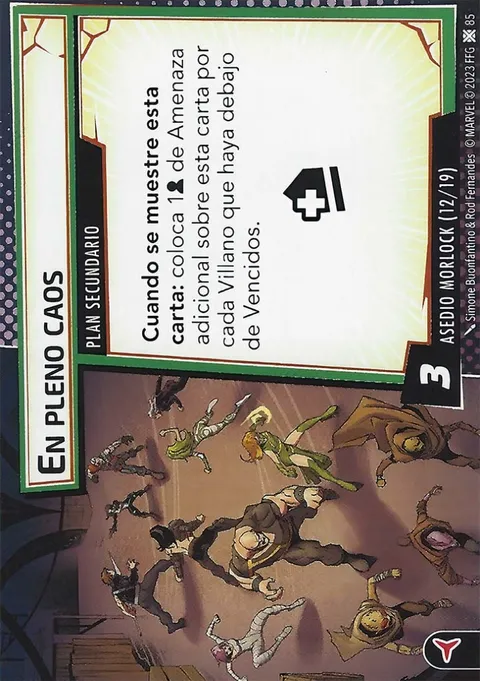 EN PLENO CAOS
PLAN SECUNDARIO
Cuando se muestre esta
carta: coloca 1 de Amenaza
adicional sobre esta carta por
cada Villano que haya debajo
de Vencidos.
3
ASEDIO MORLOCK (12/19)
Simone Buonfantino & Rod Fernandes © MARVEL © 2023 FFG 85